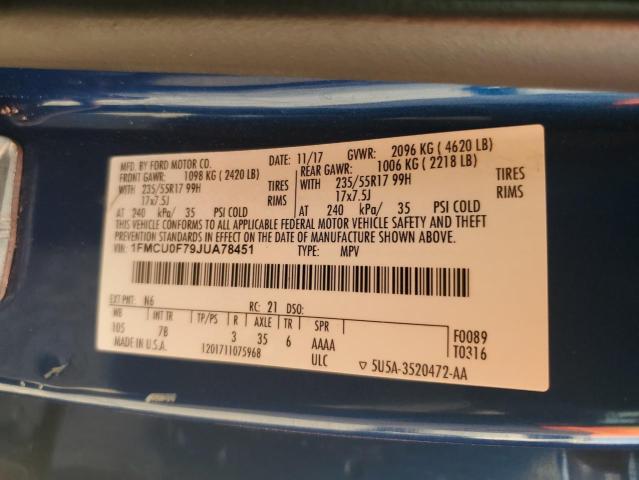 MFD. BY FORD MOTOR CO. DATE: 11/17 GVWR: 2096 KG ( 4620 LB)
FRONT GAWR: 1098 KG ( 2420 LB) REAR GAWR: 1006 KG ( 2218 LB)
WITH 235/55R17 99H TIRES WITH 235/55R17 99H TIRES
17x7.5J RIMS 17x7.5J RIMS
AT 240 kPa/ 35 PSI COLD AT 240 kPa/ 35 PSI COLD
THIS VEHICLE CONFORMS TO ALL APPLICABLE FEDERAL MOTOR VEHICLE SAFETY AND THEFT
PREVENTION STANDARDS IN EFFECT ON THE DATE OF MANUFACTURE SHOWN ABOVE.
VIN: 1FMCU0F79JUA78451 TYPE: MPV
EXT PNT: N6 RC: 21 DSO:
WB INT TR TP/PS R AXLE TR SPR F0089
105 7B 3 35 6 AAAA T0316
MADE IN U.S.A. 1201711075968 ULC ▽ 5U5A-3520472-AA